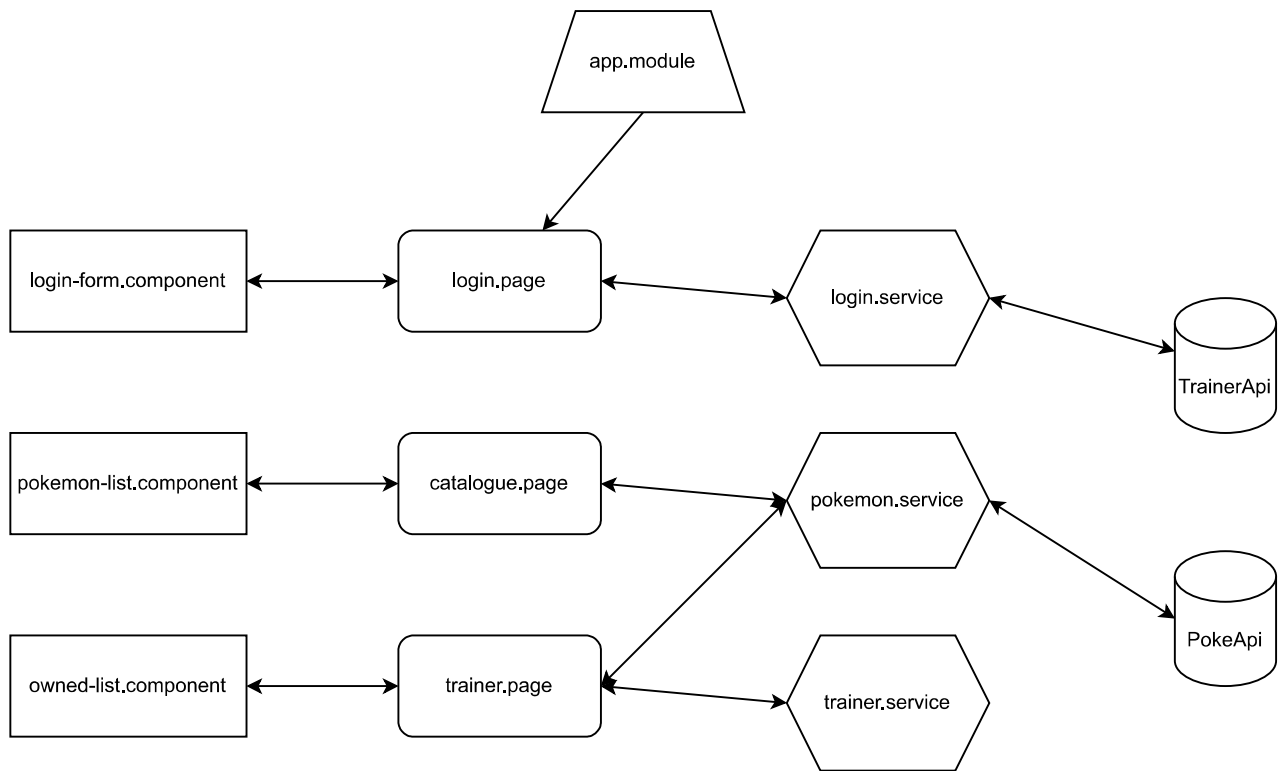 app.module
login-form.component
login.page
login.service
TrainerApi
pokemon-list.component
catalogue.page
pokemon.service
PokeApi
owned-list.component
trainer.page
trainer.service